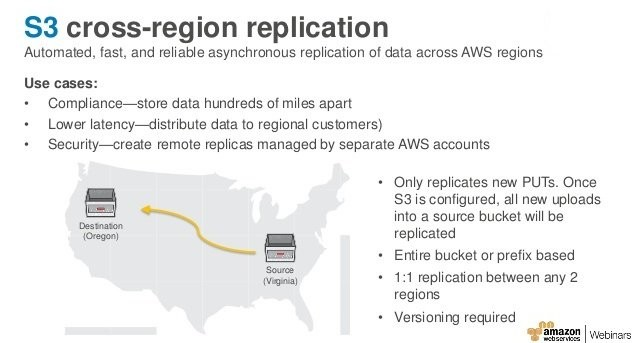 S3 cross-region replication
Automated, fast, and reliable asynchronous replication of data across AWS regions
Use cases:
• Compliance—store data hundreds of miles apart
• Lower latency—distribute data to regional customers)
• Security—create remote replicas managed by separate AWS accounts
Destination
(Oregon)
Source
(Virginia)
• Only replicates new PUTs. Once
S3 is configured, all new uploads
into a source bucket will be
replicated
• Entire bucket or prefix based
• 1:1 replication between any 2
regions
• Versioning required
amazon
webservices
Webinars